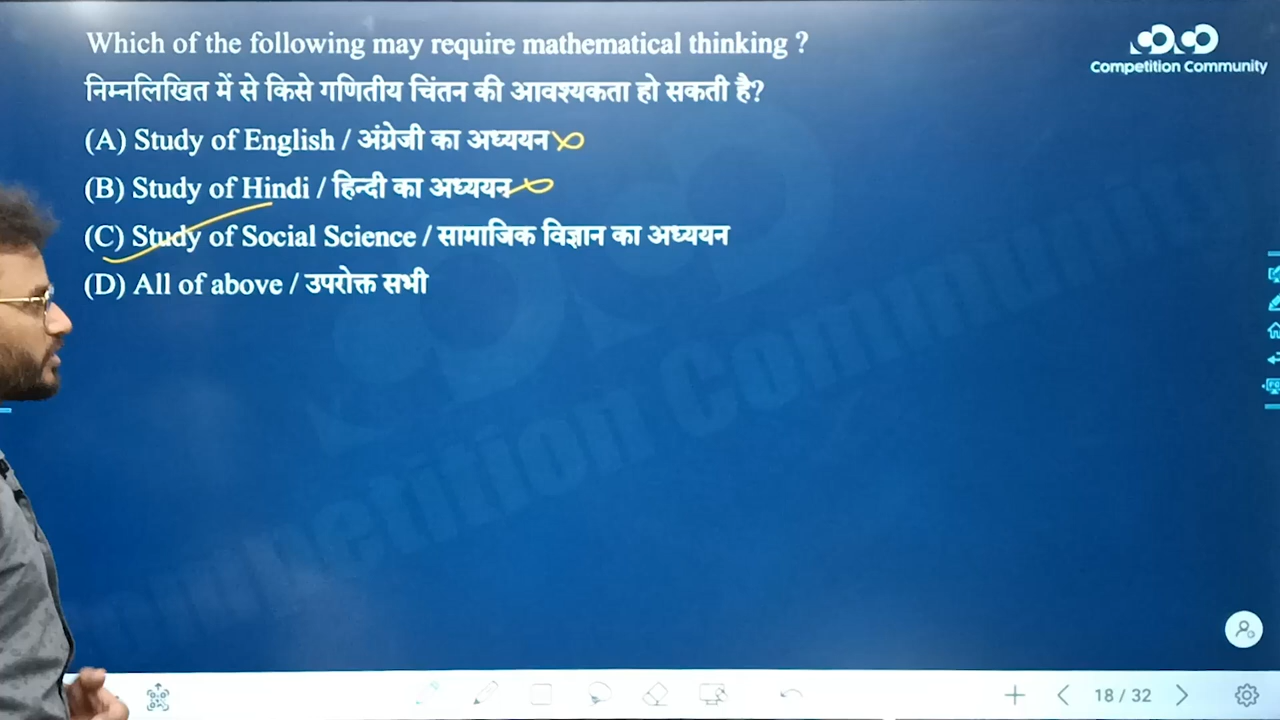 Which of the following may require mathematical thinking ?
निम्नलिखित में से किसे गणितीय चिंतन की आवश्यकता हो सकती है?
(A) Study of English / अंग्रेजी का अध्ययन
(B) Study of Hindi / हिन्दी का अध्ययन
(C) Study of Social Science / सामाजिक विज्ञान का अध्ययन
(D) All of above / उपरोक्त सभी
Competition Community
Competition Community
18 / 32